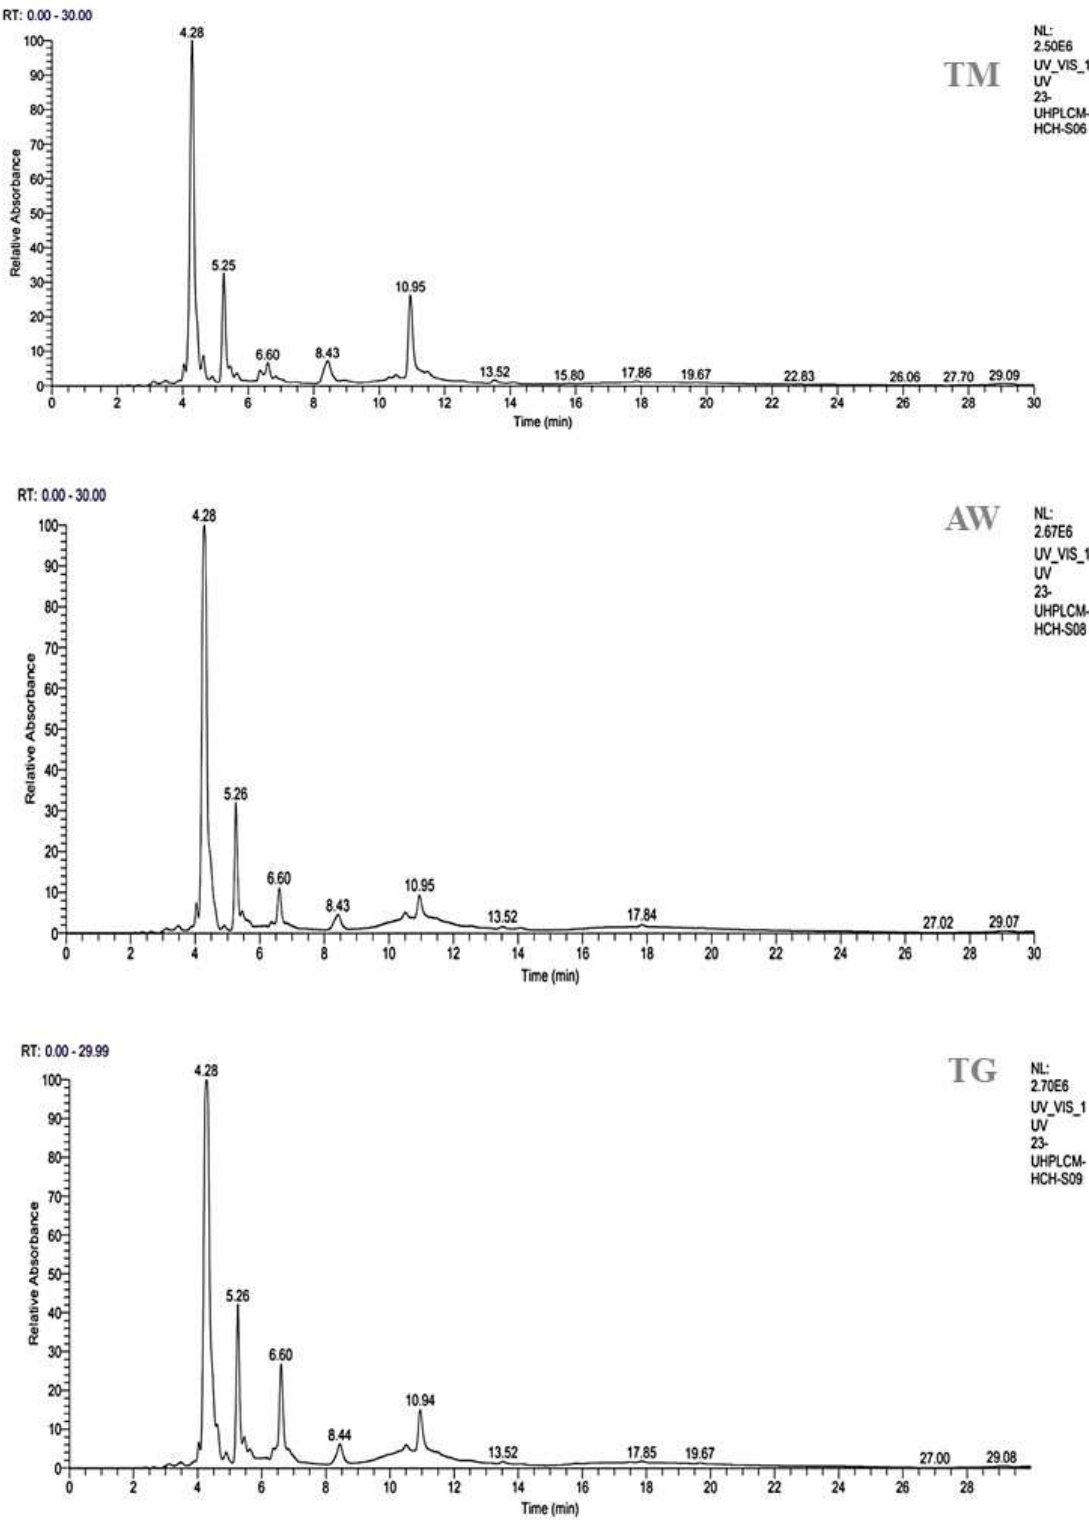 RT: 0.00 - 30.00
TM
NL:
2.50E6
UV_VIS_1
UV
23-
UHPLCM-
HCH-S06
4.28
5.25
6.60
8.43
10.95
13.52
15.80
17.86
19.67
22.83
26.06
27.70
29.09
100
90
80
70
60
50
40
30
20
10
0
Relative Absorbance
0 2 4 6 8 10 12 14 16 18 20 22 24 26 28 30
Time (min)
RT: 0.00 - 30.00
AW
NL:
2.67E6
UV_VIS_1
UV
23-
UHPLCM-
HCH-S08
4.28
5.26
6.60
8.43
10.95
13.52
17.84
27.02
29.07
100
90
80
70
60
50
40
30
20
10
0
Relative Absorbance
0 2 4 6 8 10 12 14 16 18 20 22 24 26 28 30
Time (min)
RT: 0.00 - 29.99
TG
NL:
2.70E6
UV_VIS_1
UV
23-
UHPLCM-
HCH-S09
4.28
5.26
6.60
8.44
10.94
13.52
17.85
19.67
27.00
29.08
100
90
80
70
60
50
40
30
20
10
0
Relative Absorbance
0 2 4 6 8 10 12 14 16 18 20 22 24 26 28
Time (min)